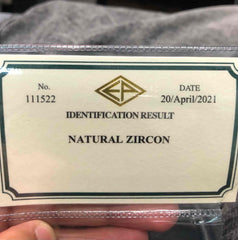 No. DATE
111522 20/April/2021
IDENTIFICATION RESULT
NATURAL ZIRCON